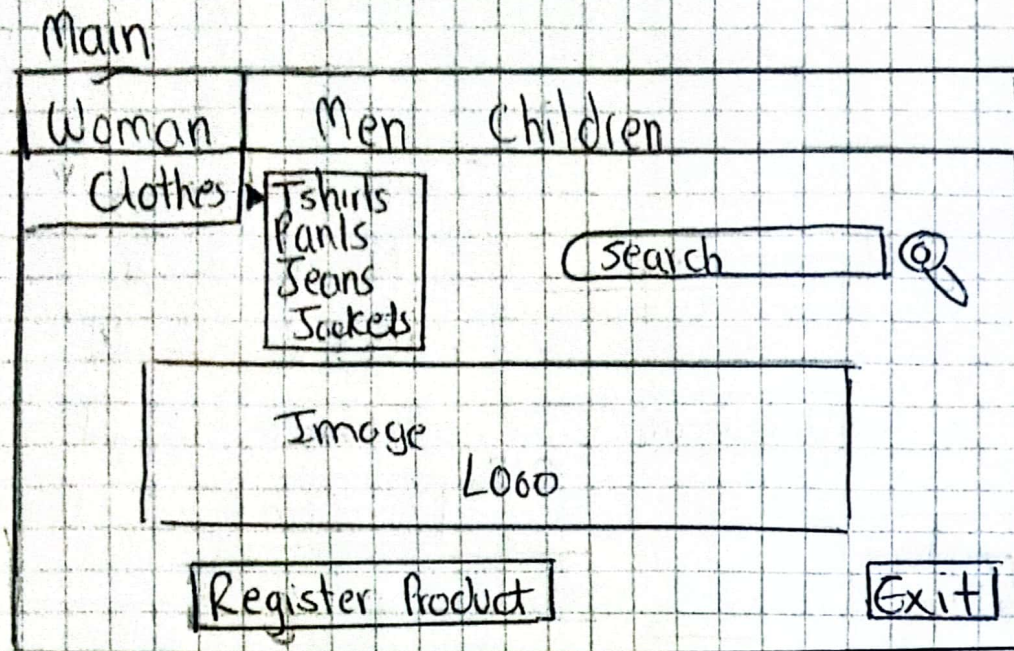 Main
Woman Men Children
Clothes
Tshirts
Pants
Jeans
Jackets
search
Image
LOGO
Register Product
Exit